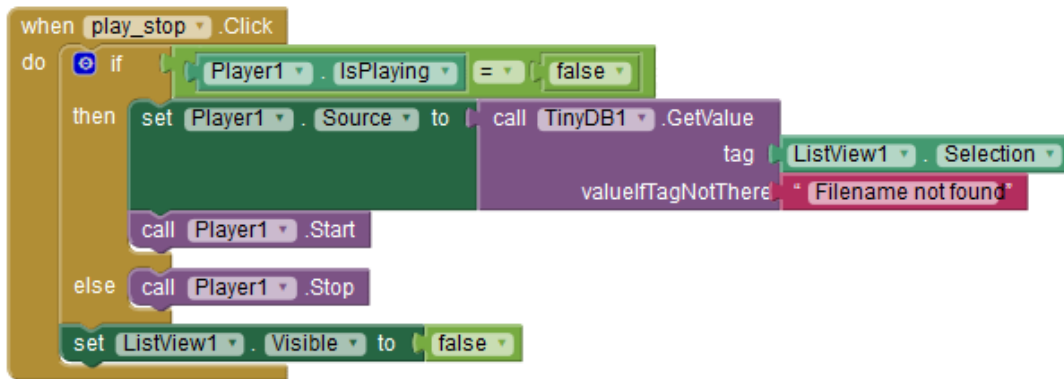 when play_stop .Click
do if Player1 . IsPlaying = false
then set Player1 . Source to call TinyDB1 .GetValue
tag ListView1 . Selection
valueIfTagNotThere “ Filename not found ”
call Player1 .Start
else call Player1 .Stop
set ListView1 . Visible to false